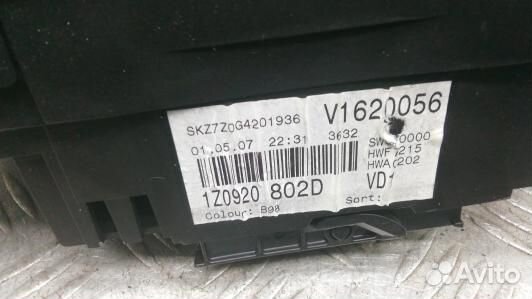 SKZ7Z0G4201936 V1620056
01.05.07 22:31 3632
1Z0920 802D VD1
Colour: B98 Sort:
Avito